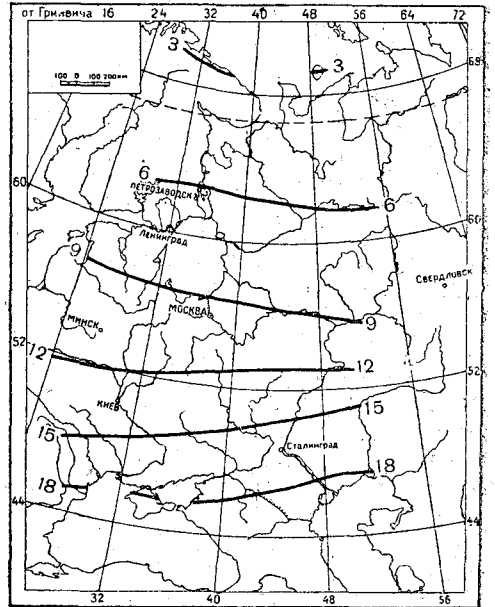 от Гринвича 16 24 32 40 48 56 64 72
3
3
68
100 0 100 200км
6
ПЕТРОЗАВОДСК
60
6
60
ЛЕНИНГРАД
9
СВЕРДЛОВСК
МОСКВА
МИНСК
9
52
12
12
52
КИЕВ
15
15
Сталинград
18
18
44
44
32 40 48 56